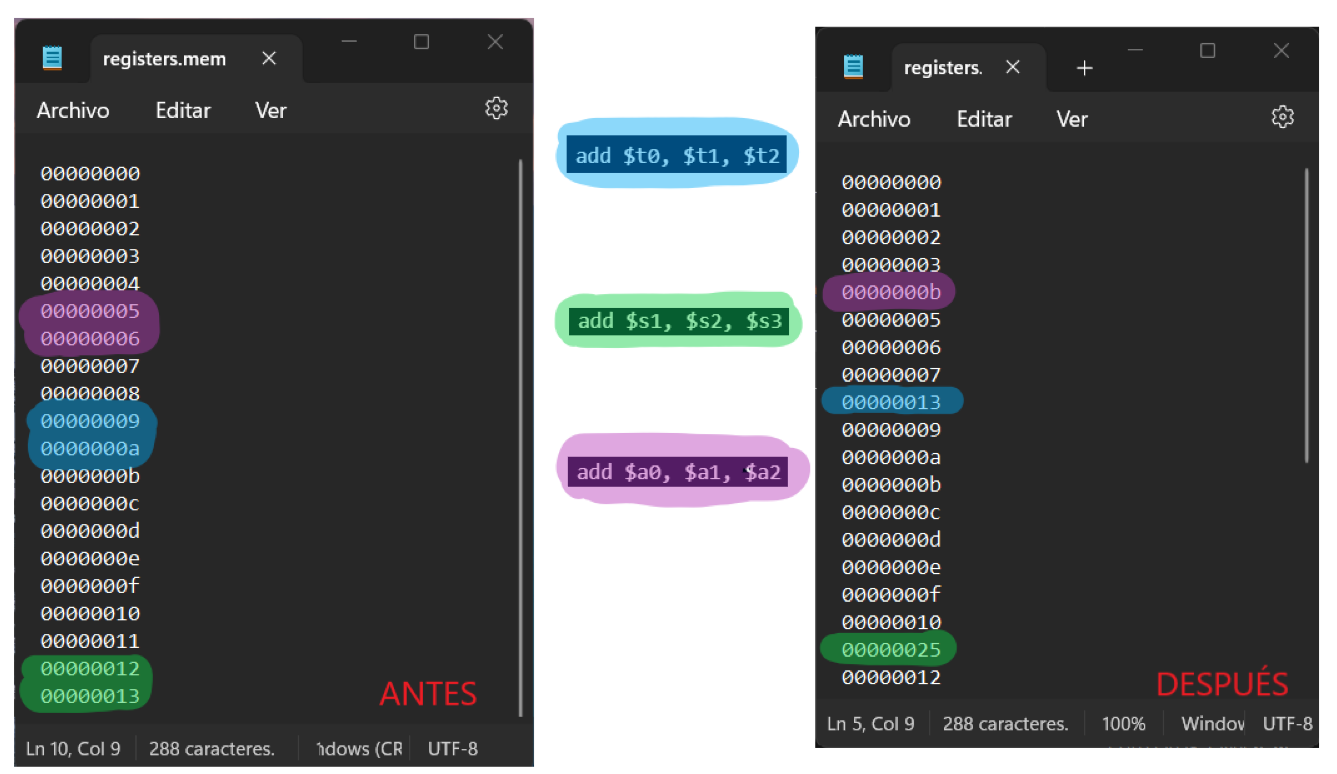 registers.mem
Archivo Editar Ver
00000000
00000001
00000002
00000003
00000004
00000005
00000006
00000007
00000008
00000009
0000000a
0000000b
0000000c
0000000d
0000000e
0000000f
00000010
00000011
00000012
00000013
ANTES
Ln 10, Col 9 288 caracteres. ndows (CR UTF-8
add $t0, $t1, $t2
add $s1, $s2, $s3
add $a0, $a1, $a2
registers.
Archivo Editar Ver
00000000
00000001
00000002
00000003
0000000b
00000005
00000006
00000007
00000013
00000009
0000000a
0000000b
0000000c
0000000d
0000000e
0000000f
00000010
00000025
00000012
DESPUÉS
Ln 5, Col 9 288 caracteres. 100% Window UTF-8